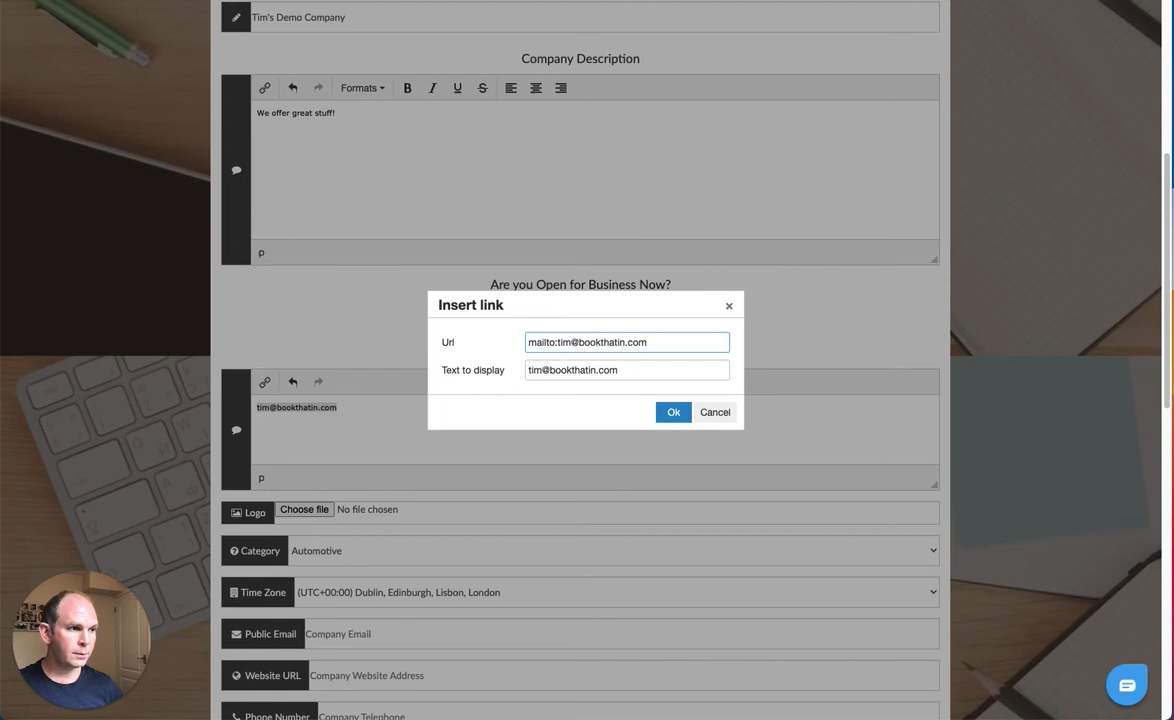 Tim's Demo Company
Company Description
Formats B I U S
We offer great stuff!
p
Are you Open for Business Now?
Insert link ×
Url mailto:tim@bookthatin.com
Text to display tim@bookthatin.com
Ok Cancel
tim@bookthatin.com
p
Logo Choose file No file chosen
Category Automotive
Time Zone (UTC+00:00) Dublin, Edinburgh, Lisbon, London
Public Email Company Email
Website URL Company Website Address
Phone Number Company Telephone